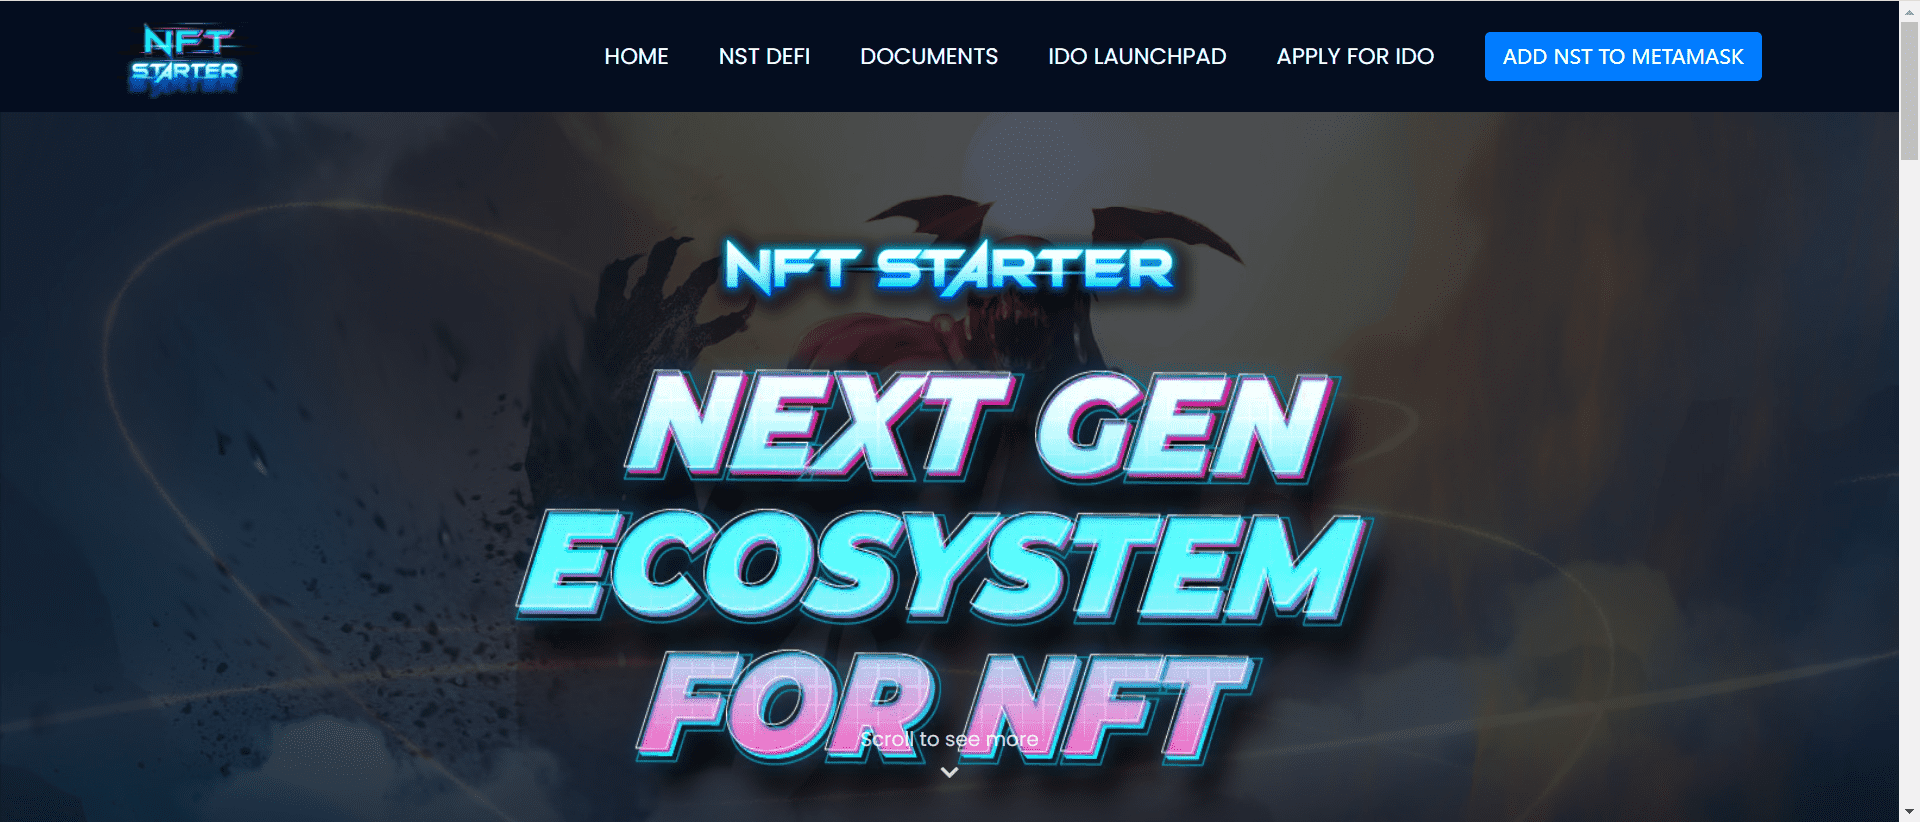 NFT
STARTER
HOME
NST DEFI
DOCUMENTS
IDO LAUNCHPAD
APPLY FOR IDO
ADD NST TO METAMASK
NFT STARTER
NEXT GEN
ECOSYSTEM
FOR NFT
Scroll to see more